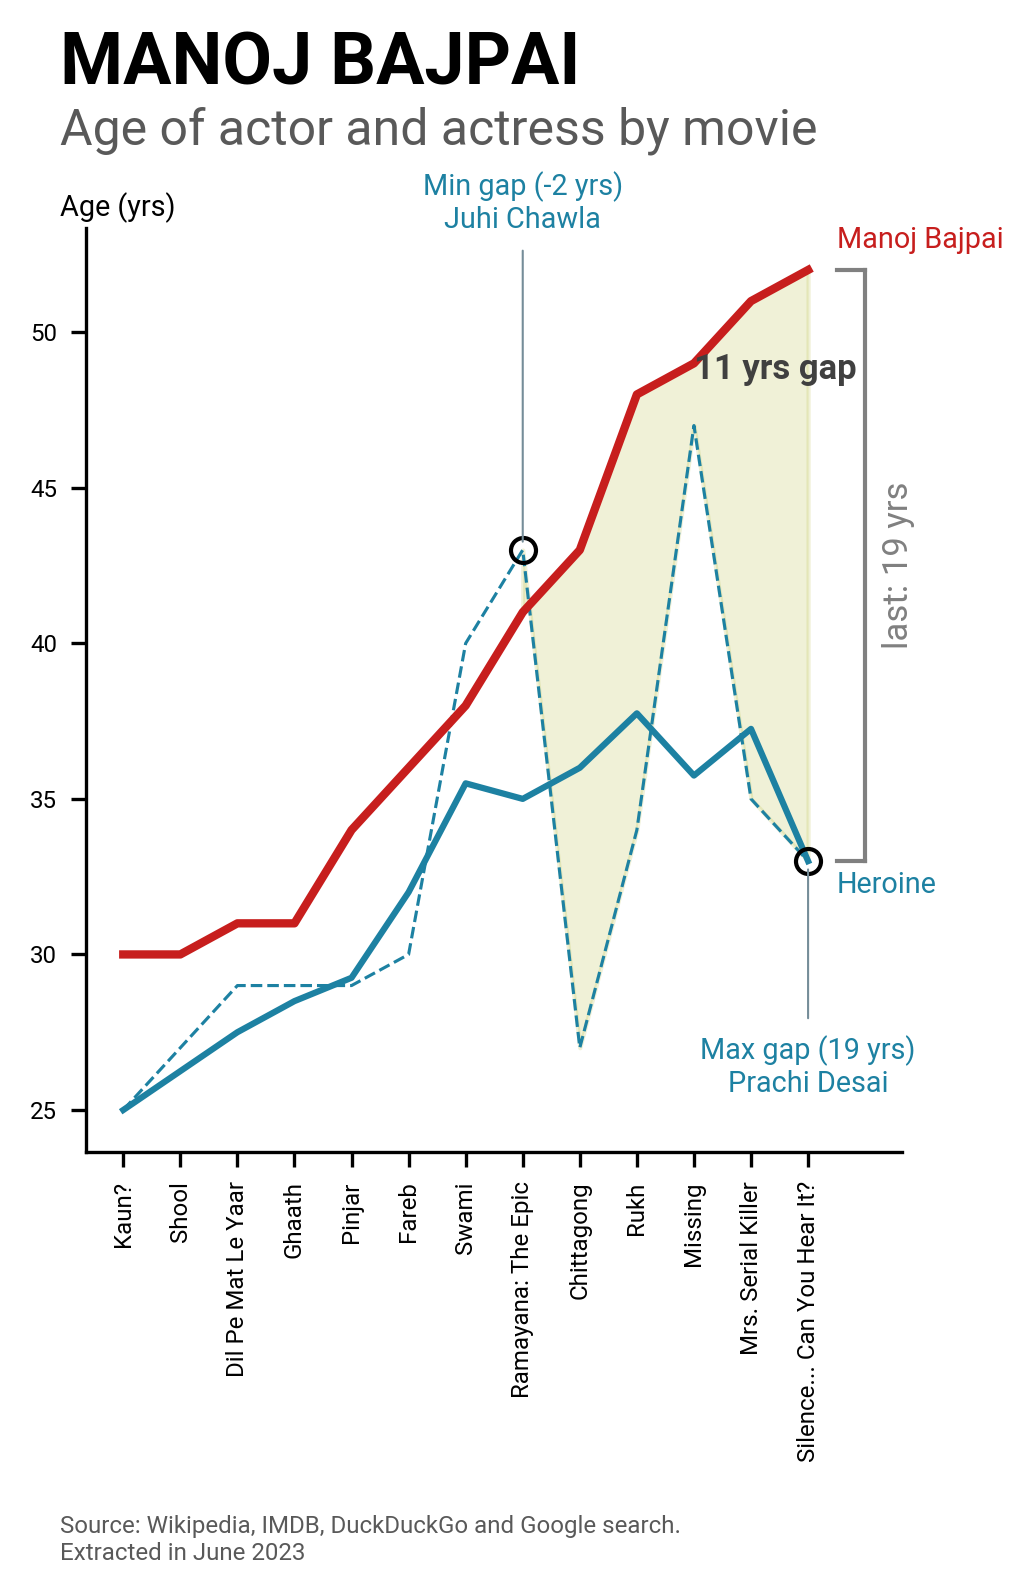 MANOJ BAJPAI
Age of actor and actress by movie
Min gap (-2 yrs)
Juhi Chawla
Age (yrs)
Manoj Bajpai
50
11 yrs gap
45
last: 19 yrs
40
35
Heroine
30
Max gap (19 yrs)
Prachi Desai
25
Kaun?
Shool
Dil Pe Mat Le Yaar
Ghaath
Pinjar
Fareb
Swami
Ramayana: The Epic
Chittagong
Rukh
Missing
Mrs. Serial Killer
Silence... Can You Hear It?
Source: Wikipedia, IMDB, DuckDuckGo and Google search.
Extracted in June 2023